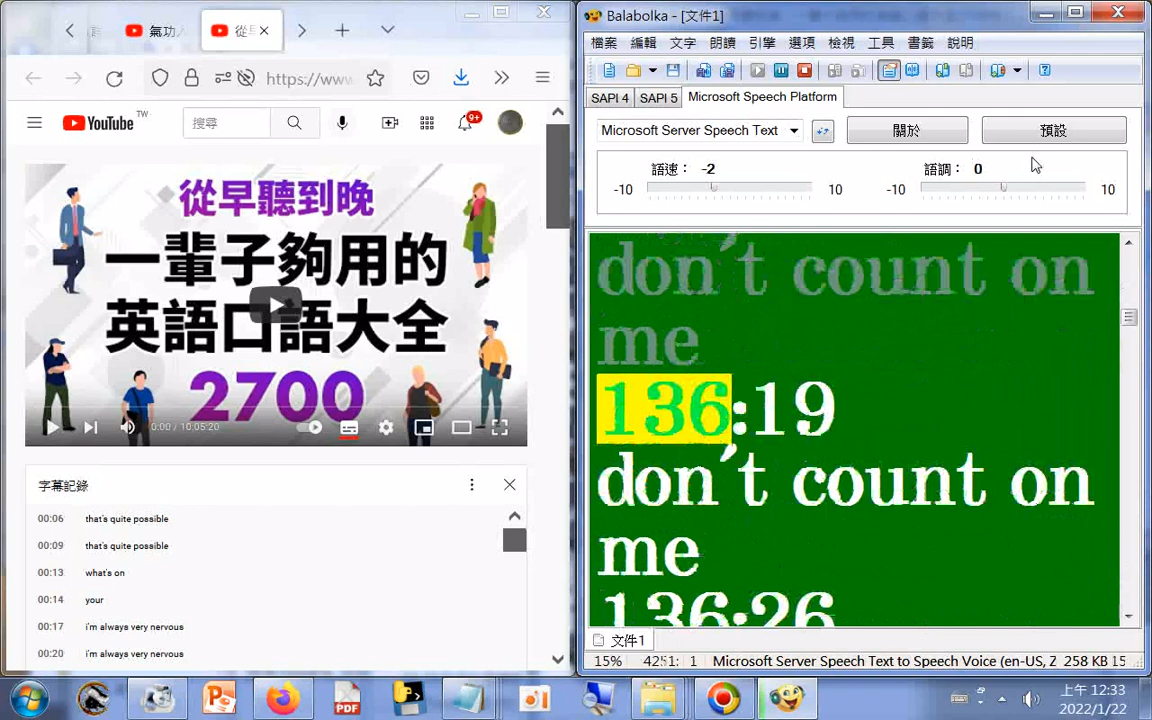 氣功
從
https://www
YouTube TW
搜尋
9+
從早聽到晚
一輩子夠用的
英語口語大全
2700
0:00 / 10:05:20
字幕記錄
00:06 that's quite possible
00:09 that's quite possible
00:13 what's on
00:14 your
00:17 i'm always very nervous
00:20 i'm always very nervous
Balabolka - [文件1]
檔案 編輯 文字 朗讀 引擎 選項 檢視 工具 書籤 說明
SAPI 4 SAPI 5 Microsoft Speech Platform
Microsoft Server Speech Text 關於 預設
語速: -2 語調: 0
-10 10 -10 10
don't count on
me
136:19
don't count on
me
136:26
文件1
15% 4251: 1 Microsoft Server Speech Text to Speech Voice (en-US, Z 258 KB 15
PDF
上午 12:33
2022/1/22